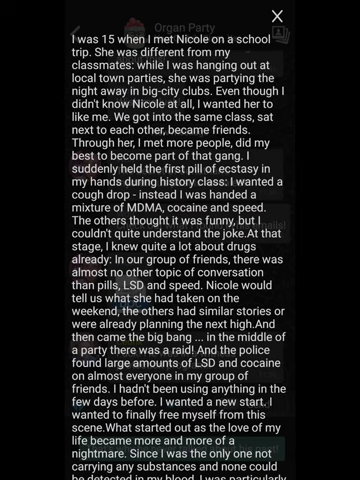 Organ Party
I was 15 when I met Nicole on a school
trip. She was different from my
classmates: while I was hanging out at
local town parties, she was partying the
night away in big-city clubs. Even though I
didn't know Nicole at all, I wanted her to
like me. We got into the same class, sat
next to each other, became friends.
Through her, I met more people, did my
best to become part of that gang. I
suddenly held the first pill of ecstasy in
my hands during history class: I wanted a
cough drop - instead I was handed a
mixture of MDMA, cocaine and speed.
The others thought it was funny, but I
couldn't quite understand the joke.At that
stage, I knew quite a lot about drugs
already: In our group of friends, there was
almost no other topic of conversation
than pills, LSD and speed. Nicole would
tell us what she had taken on the
weekend, the others had similar stories or
were already planning the next high.And
then came the big bang ... in the middle of
a party there was a raid! And the police
found large amounts of LSD and cocaine
on almost everyone in my group of
friends. I hadn't been using anything in the
few days before. I wanted a new start. I
wanted to finally free myself from this
scene.What started out as the love of my
life became more and more of a
nightmare. Since I was the only one not
carrying any substances and none could
be detected in my blood, I was particularly